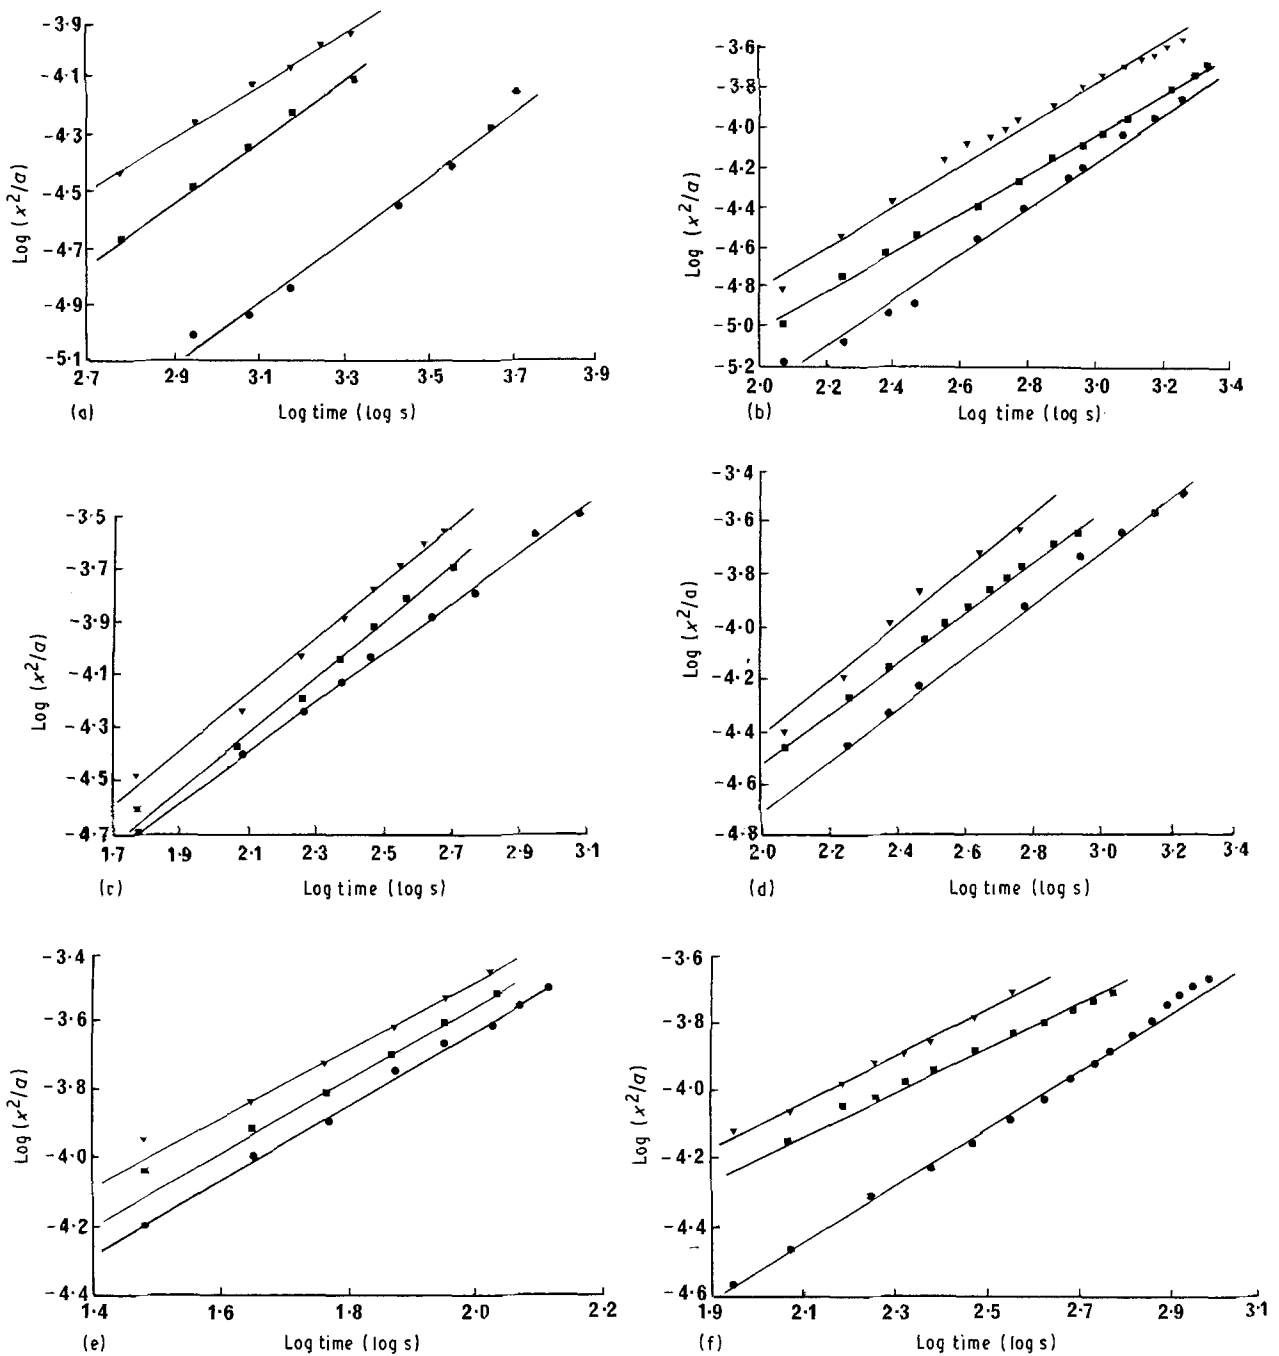 -3·9
-4·1
-4·3
-4·5
-4·7
-4·9
-5·1
Log (x²/a)
2·7 2·9 3·1 3·3 3·5 3·7 3·9
(a) Log time (log s)
-3·6
-3·8
-4·0
-4·2
-4·4
-4·6
-4·8
-5·0
-5·2
Log (x²/a)
2·0 2·2 2·4 2·6 2·8 3·0 3·2 3·4
(b) Log time (log s)
-3·5
-3·7
-3·9
-4·1
-4·3
-4·5
-4·7
Log (x²/a)
1·7 1·9 2·1 2·3 2·5 2·7 2·9 3·1
(c) Log time (log s)
-3·4
-3·6
-3·8
-4·0
-4·2
-4·4
-4·6
-4·8
Log (x²/a)
2·0 2·2 2·4 2·6 2·8 3·0 3·2 3·4
(d) Log time (log s)
-3·4
-3·6
-3·8
-4·0
-4·2
-4·4
Log (x²/a)
1·4 1·6 1·8 2·0 2·2
(e) Log time (log s)
-3·6
-3·8
-4·0
-4·2
-4·4
-4·6
Log (x²/a)
1·9 2·1 2·3 2·5 2·7 2·9 3·1
(f) Log time (log s)